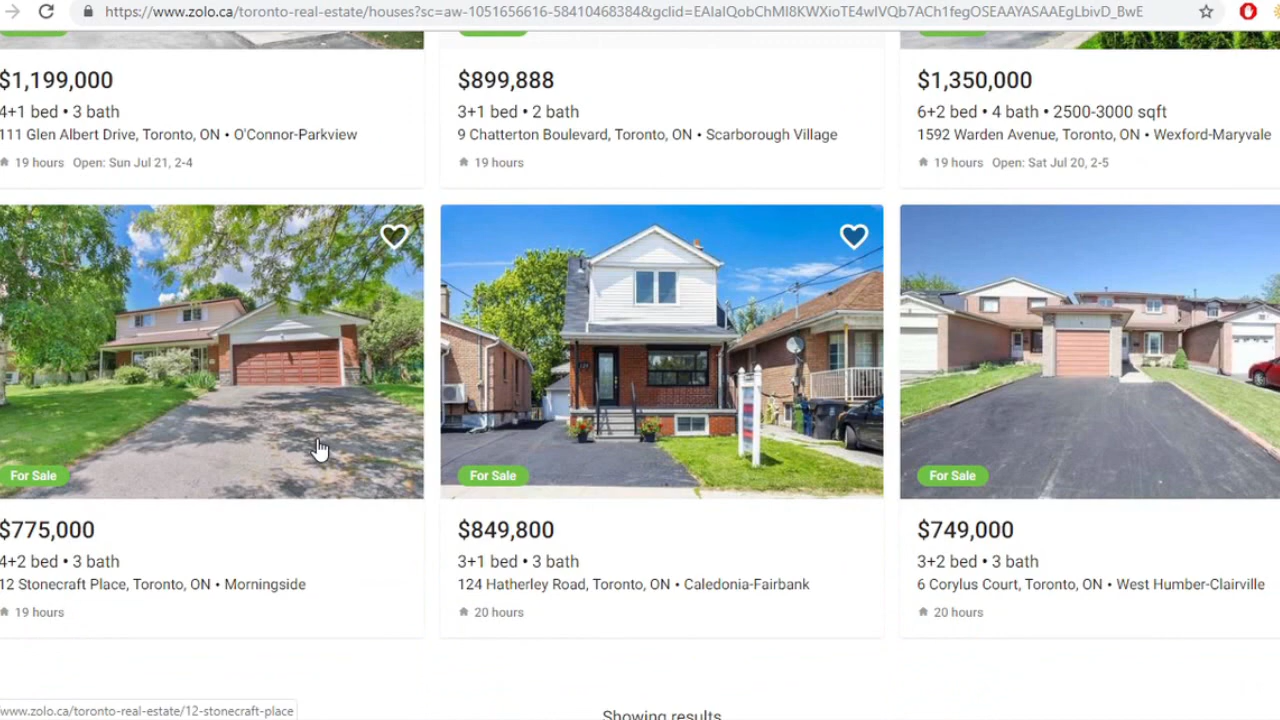 https://www.zolo.ca/toronto-real-estate/houses?sc=aw-1051656616-58410468384&gclid=EAIaIQobChMI8KWXioTE4wIVQb7ACh1fegOSEAAYASAAEgLbivD_BwE
$1,199,000
4+1 bed • 3 bath
111 Glen Albert Drive, Toronto, ON • O'Connor-Parkview
19 hours Open: Sun Jul 21, 2-4
$899,888
3+1 bed • 2 bath
9 Chatterton Boulevard, Toronto, ON • Scarborough Village
19 hours
$1,350,000
6+2 bed • 4 bath • 2500-3000 sqft
1592 Warden Avenue, Toronto, ON • Wexford-Maryvale
19 hours Open: Sat Jul 20, 2-5
For Sale
$775,000
4+2 bed • 3 bath
12 Stonecraft Place, Toronto, ON • Morningside
19 hours
For Sale
$849,800
3+1 bed • 3 bath
124 Hatherley Road, Toronto, ON • Caledonia-Fairbank
20 hours
For Sale
$749,000
3+2 bed • 3 bath
6 Corylus Court, Toronto, ON • West Humber-Clairville
20 hours
Showing results
www.zolo.ca/toronto-real-estate/12-stonecraft-place